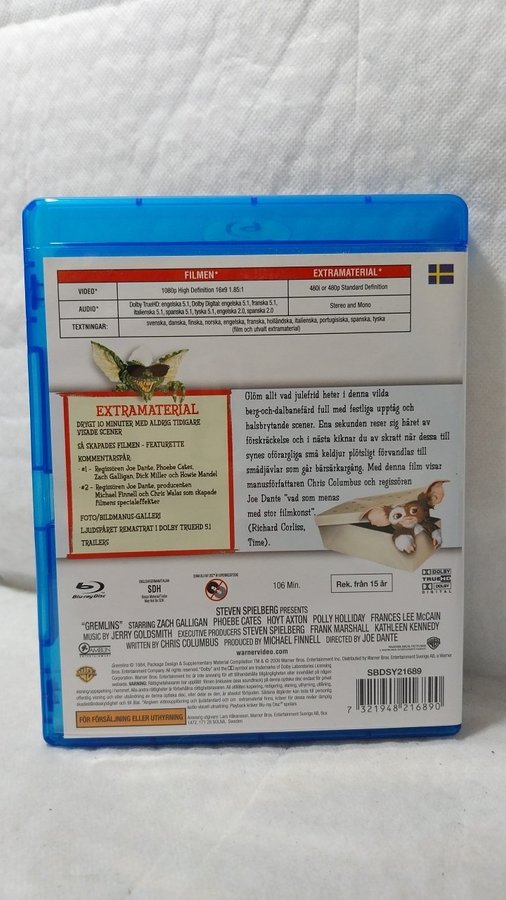 FILMEN*
EXTRAMATERIAL*
VIDEO*
1080p High Definition 16x9 1.85:1
480i or 480p Standard Definition
AUDIO*
Dolby TrueHD: engelska 5.1, Dolby Digital: engelska 5.1, franska 5.1,
italienska 5.1, spanska 5.1, tyska 5.1, engelska 2.0, spanska 2.0
Stereo and Mono
TEXTNINGAR:
svenska, danska, finska, norska, engelska, franska, holländska, italienska, portugisiska, spanska, tyska
(film och utvalt extramaterial)
EXTRAMATERIAL
DRYGT 10 MINUTER MED ALDRIG TIDIGARE
VISADE SCENER
SÅ SKAPADES FILMEN - FEATURETTE
KOMMENTARSPÅR:
#1 - Regissören Joe Dante, Phoebe Cates,
Zach Galligan, Dick Miller och Howie Mandel
#2 - Regissören Joe Dante, producenten
Michael Finnell och Chris Walas som skapade
Filmens specialeffekter
FOTO/BILDMANUS-GALLERI
LJUDSPÅRET REMASTRAT I DOLBY TRUEHD 5.1
TRAILERS
Glöm allt vad julefrid heter i denna vilda
berg-och-dalbanefärd full med festliga upptåg och
halsbrytande scener. Ena sekunden reser sig håret av
förskräckelse och i nästa kiknar du av skratt när dessa till
synes oförargliga små keldjur plötsligt förvandlas till
smådjävlar som går bärsärkargång. Med denna film visar
manusförfattaren Chris Columbus och regissören
Joe Dante "vad som menas
med stor filmkonst".
(Richard Corliss,
Time).
Blu-ray Disc
SDH
106 Min.
Rek. från 15 år
DOLBY
TRUEHD
DOLBY
DIGITAL
STEVEN SPIELBERG PRESENTS
"GREMLINS" STARRING ZACH GALLIGAN PHOEBE CATES HOYT AXTON POLLY HOLLIDAY FRANCES LEE McCAIN
MUSIC BY JERRY GOLDSMITH EXECUTIVE PRODUCERS STEVEN SPIELBERG FRANK MARSHALL KATHLEEN KENNEDY
WRITTEN BY CHRIS COLUMBUS PRODUCED BY MICHAEL FINNELL DIRECTED BY JOE DANTE
AMBLIN
warnervideo.com
SBDSY21689
FÖR FÖRSÄLJNING ELLER UTHYRNING
7 321948 216890